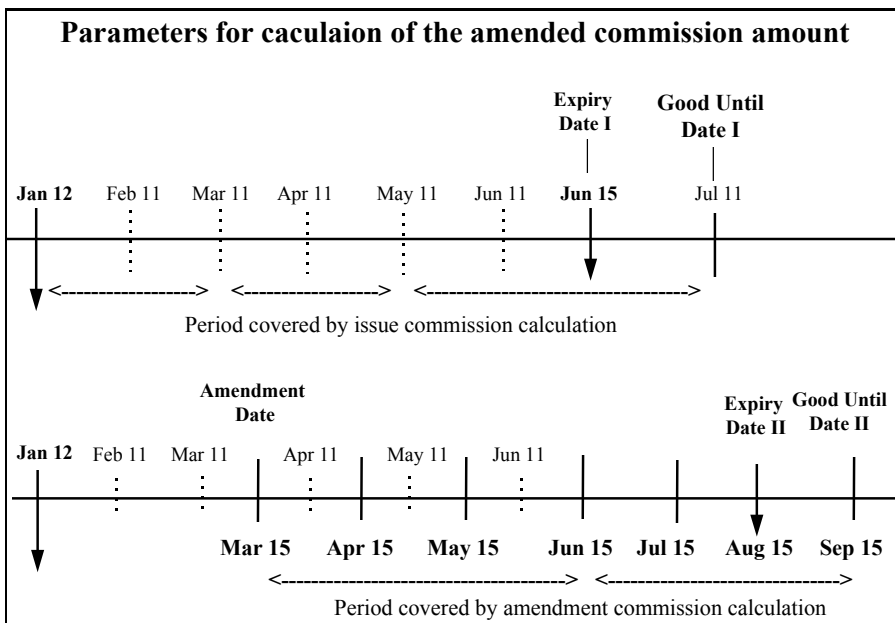 Parameters for caculaion of the amended commission amount
Expiry
Date I
Good Until
Date I
Jan 12 Feb 11 Mar 11 Apr 11 May 11 Jun 11 Jun 15 Jul 11
<----------------------> <---------------------> <--------------------------------------->
Period covered by issue commission calculation
Amendment
Date
Expiry
Date II
Good Until
Date II
Jan 12 Feb 11 Mar 11 Apr 11 May 11 Jun 11
Mar 15 Apr 15 May 15 Jun 15 Jul 15 Aug 15 Sep 15
<------------------------------------------> <---------------------------------->
Period covered by amendment commission calculation